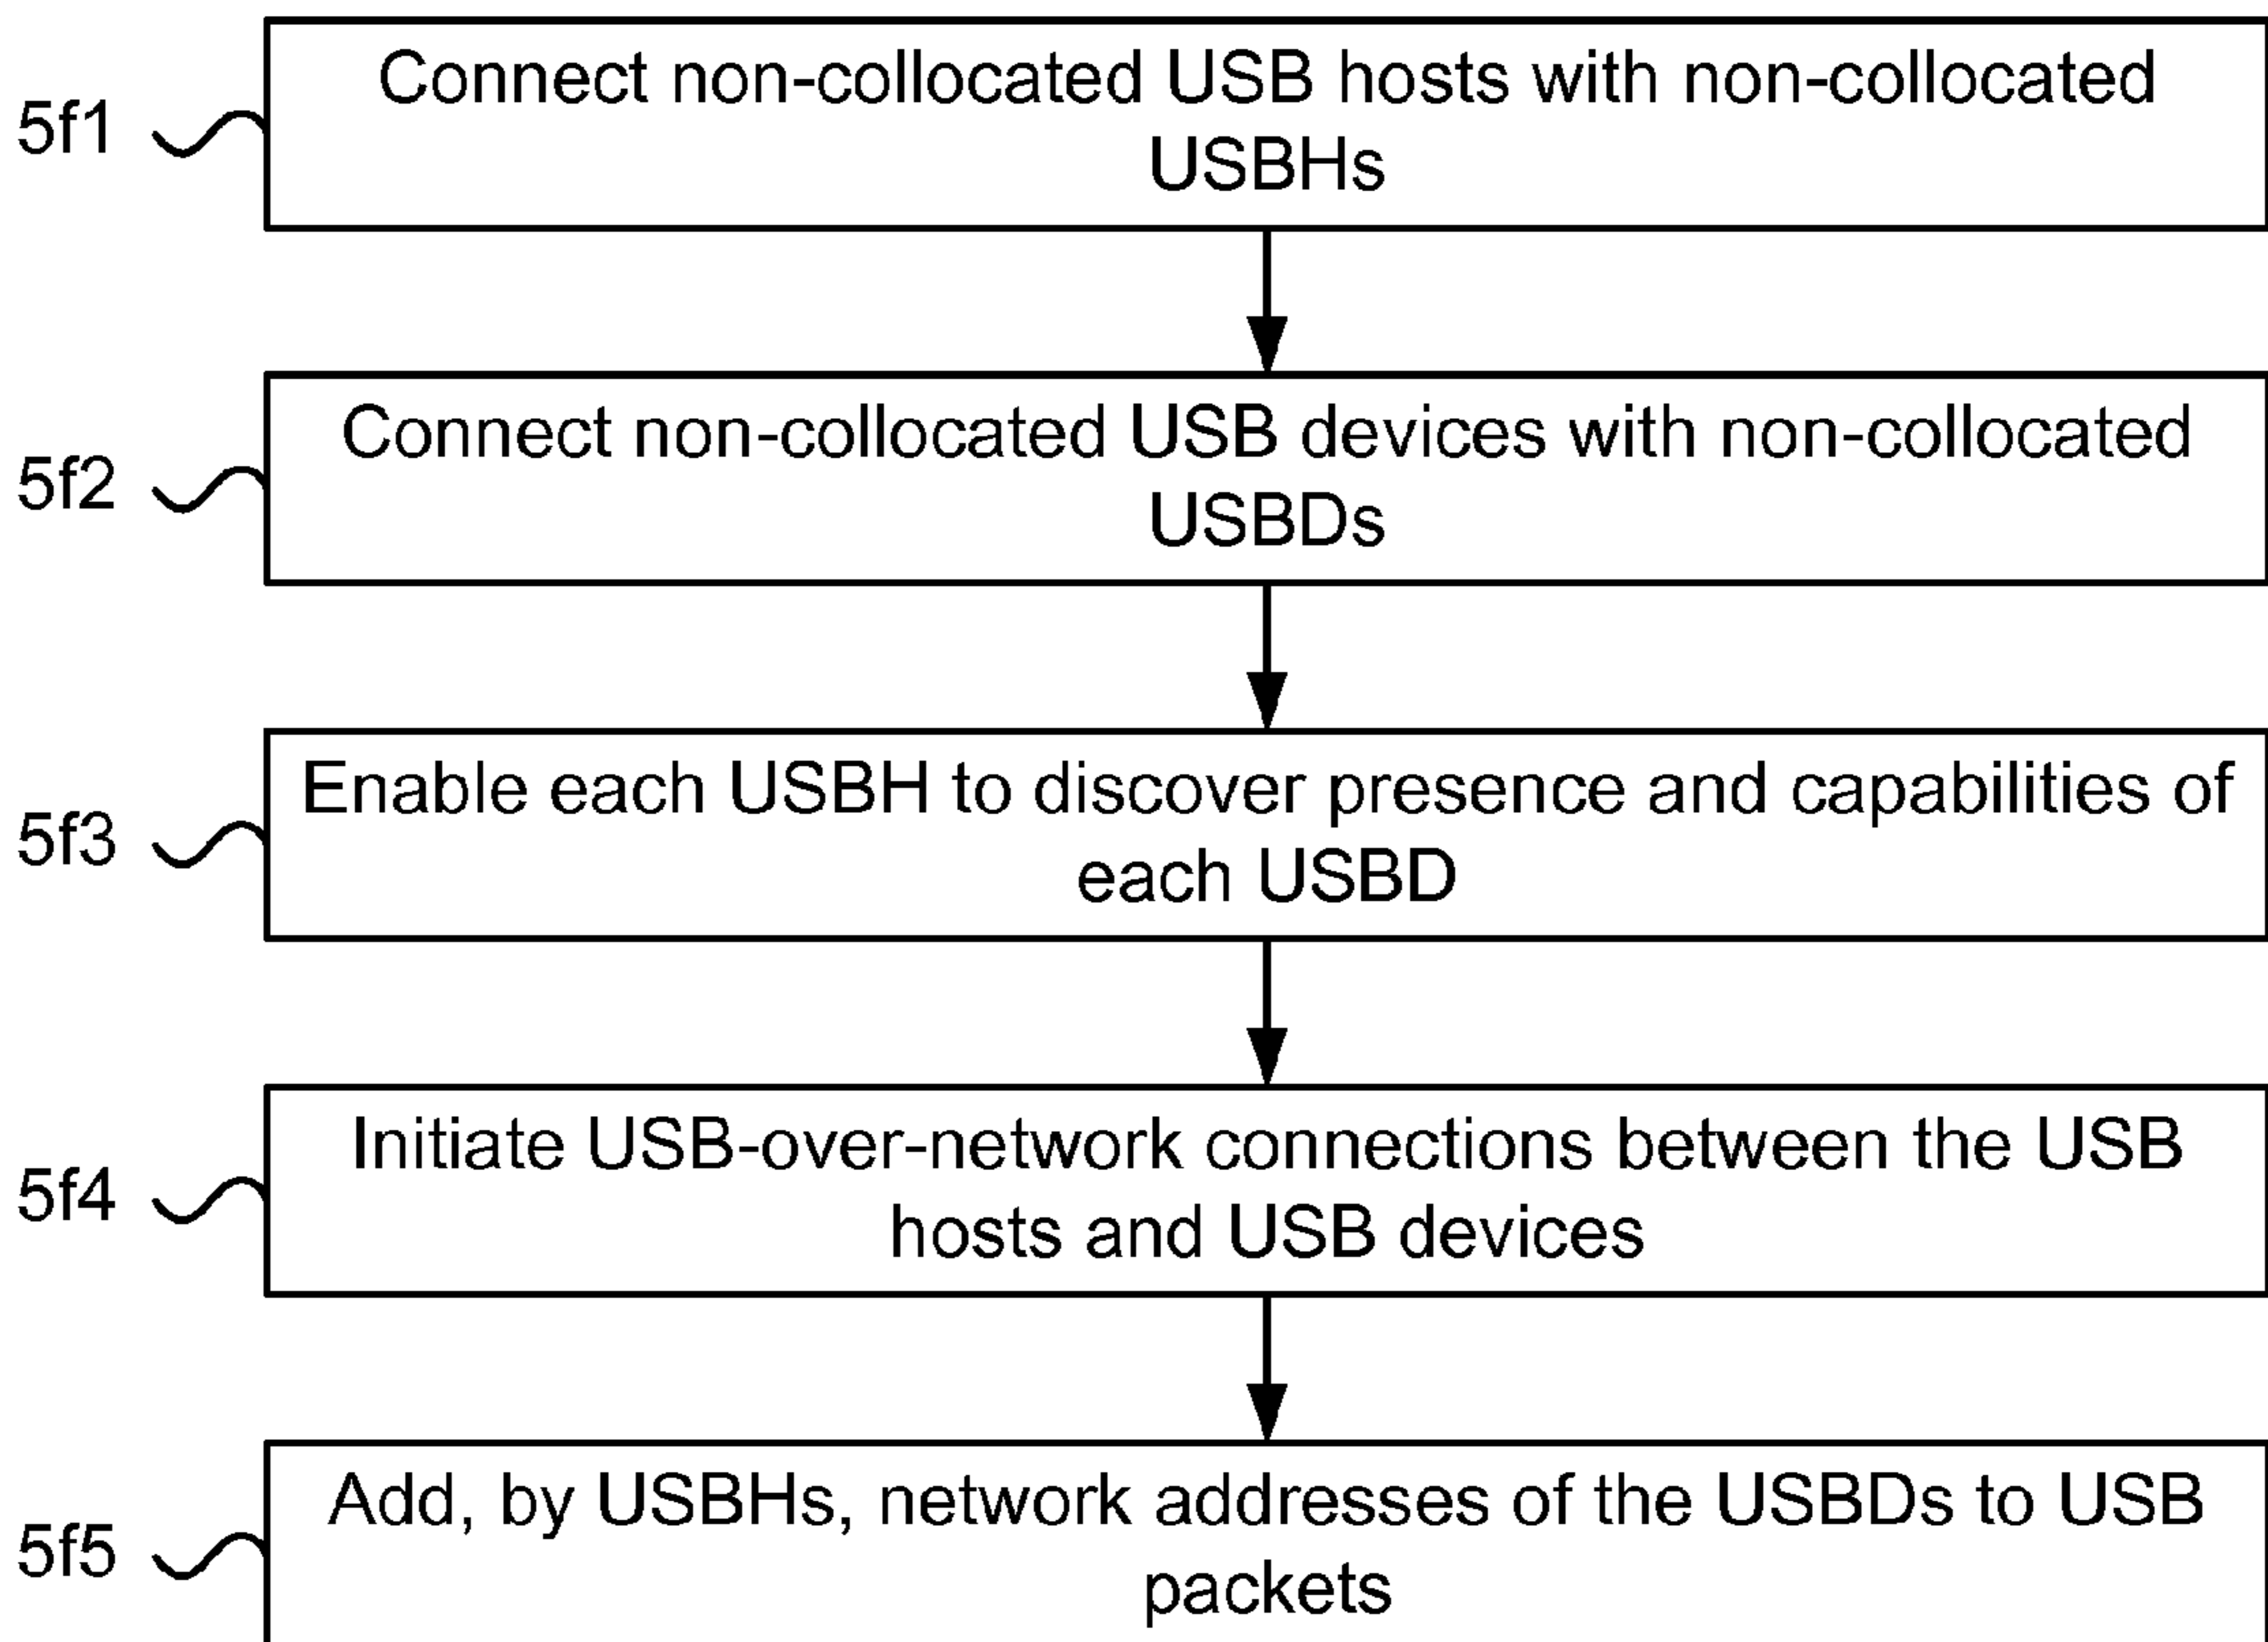 Connect non-collocated USB hosts with non-collocated
5f1
USBHs
Connect non-collocated USB devices with non-collocated
5f2
USBDs
Enable each USBH to discover presence and capabilities of
5f3
each USBD
Initiate USB-over-network connections between the USB
5f4
hosts and USB devices
Add, by USBHs, network addresses of the USBDs to USB
5f5
packets